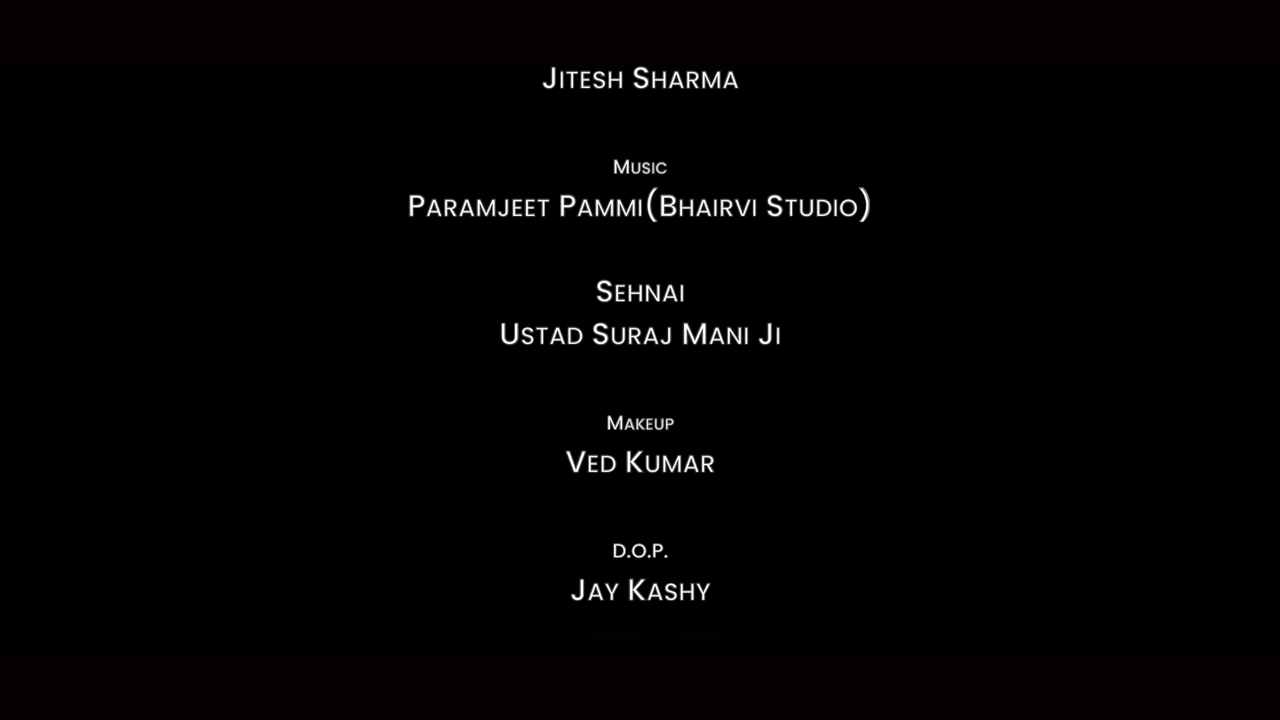 Jitesh Sharma
Music
Paramjeet Pammi(Bhairvi Studio)
Sehnai
Ustad Suraj Mani Ji
Makeup
Ved Kumar
D.O.P.
Jay Kashy